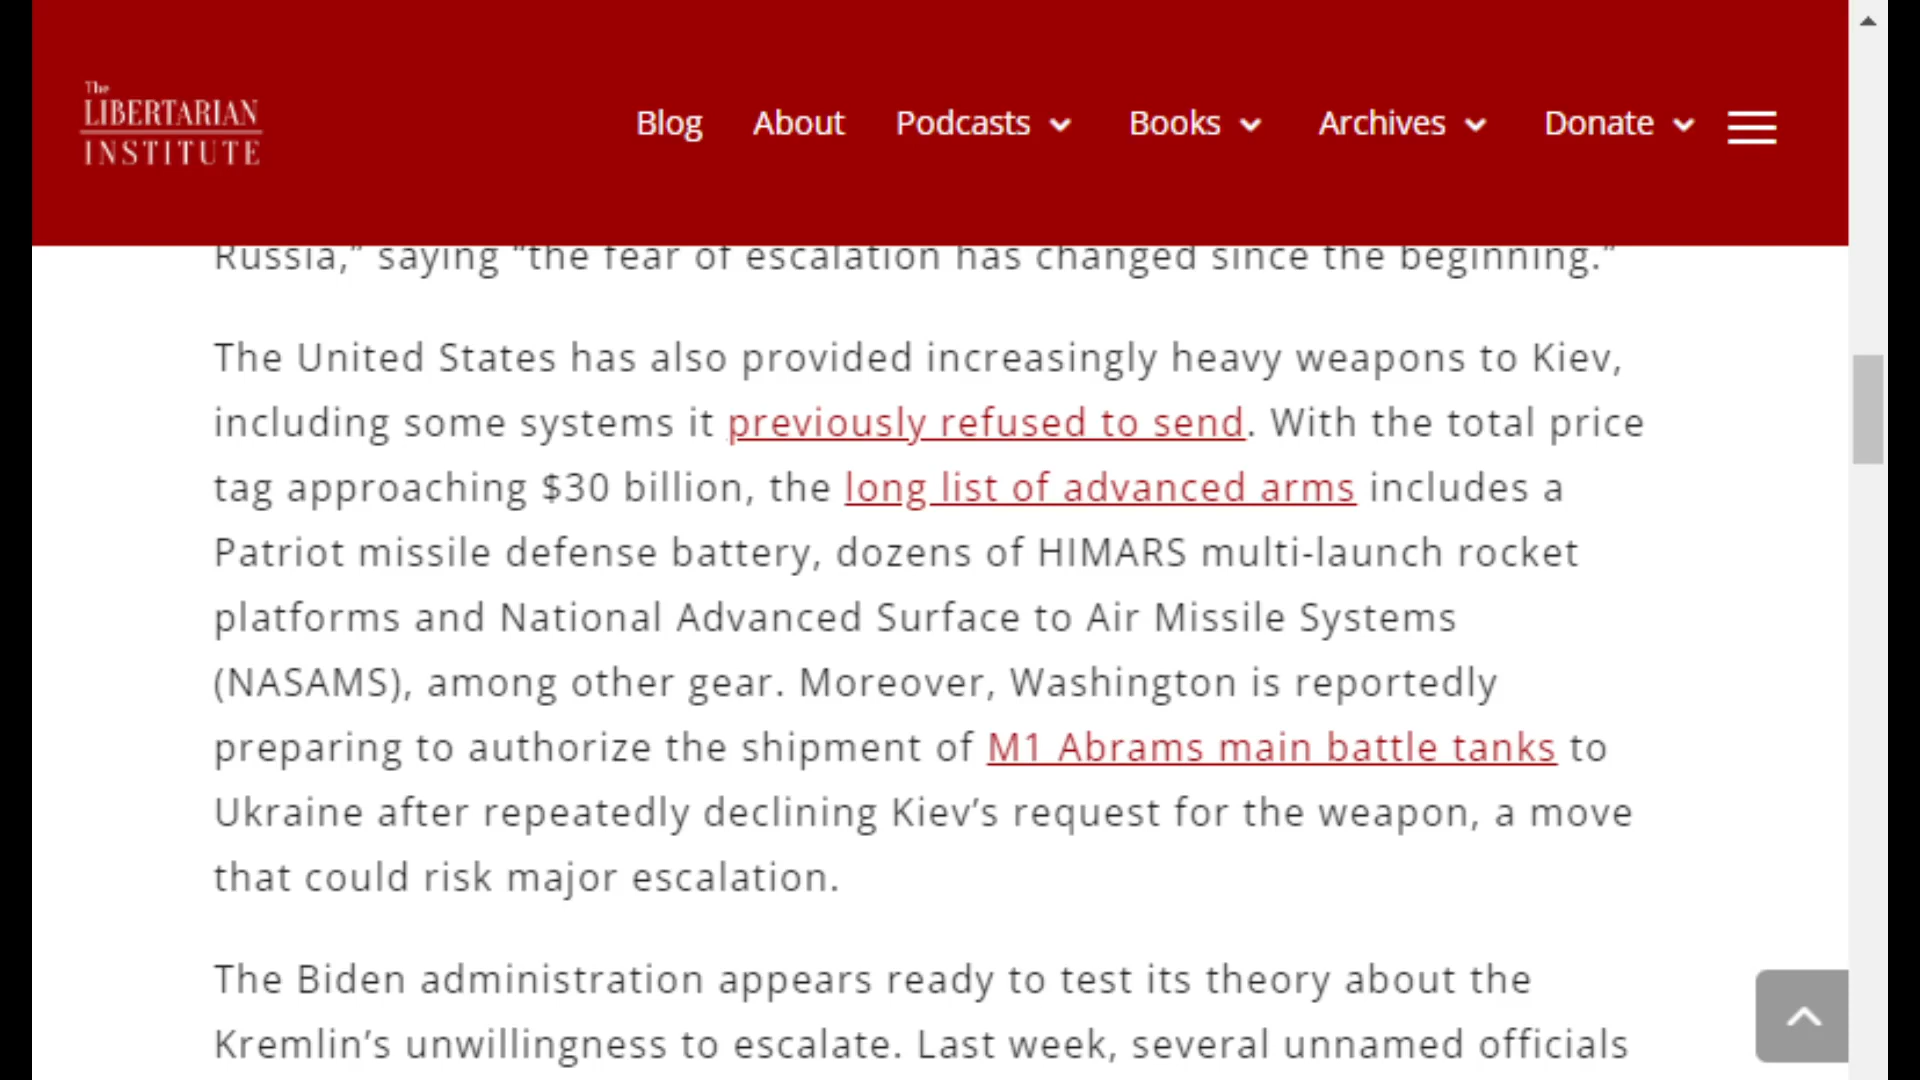 The
LIBERTARIAN
INSTITUTE
Blog About Podcasts Books Archives Donate
Russia,” saying “the fear of escalation has changed since the beginning.”
The United States has also provided increasingly heavy weapons to Kiev,
including some systems it previously refused to send. With the total price
tag approaching $30 billion, the long list of advanced arms includes a
Patriot missile defense battery, dozens of HIMARS multi-launch rocket
platforms and National Advanced Surface to Air Missile Systems
(NASAMS), among other gear. Moreover, Washington is reportedly
preparing to authorize the shipment of M1 Abrams main battle tanks to
Ukraine after repeatedly declining Kiev’s request for the weapon, a move
that could risk major escalation.
The Biden administration appears ready to test its theory about the
Kremlin’s unwillingness to escalate. Last week, several unnamed officials